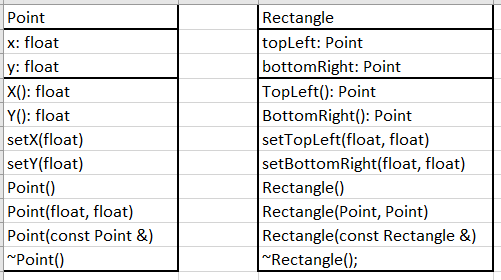 Point
x: float
y: float
X(): float
Y(): float
setX(float)
setY(float)
Point()
Point(float, float)
Point(const Point &)
~Point()
Rectangle
topLeft: Point
bottomRight: Point
TopLeft(): Point
BottomRight(): Point
setTopLeft(float, float)
setBottomRight(float, float)
Rectangle()
Rectangle(Point, Point)
Rectangle(const Rectangle &)
~Rectangle();